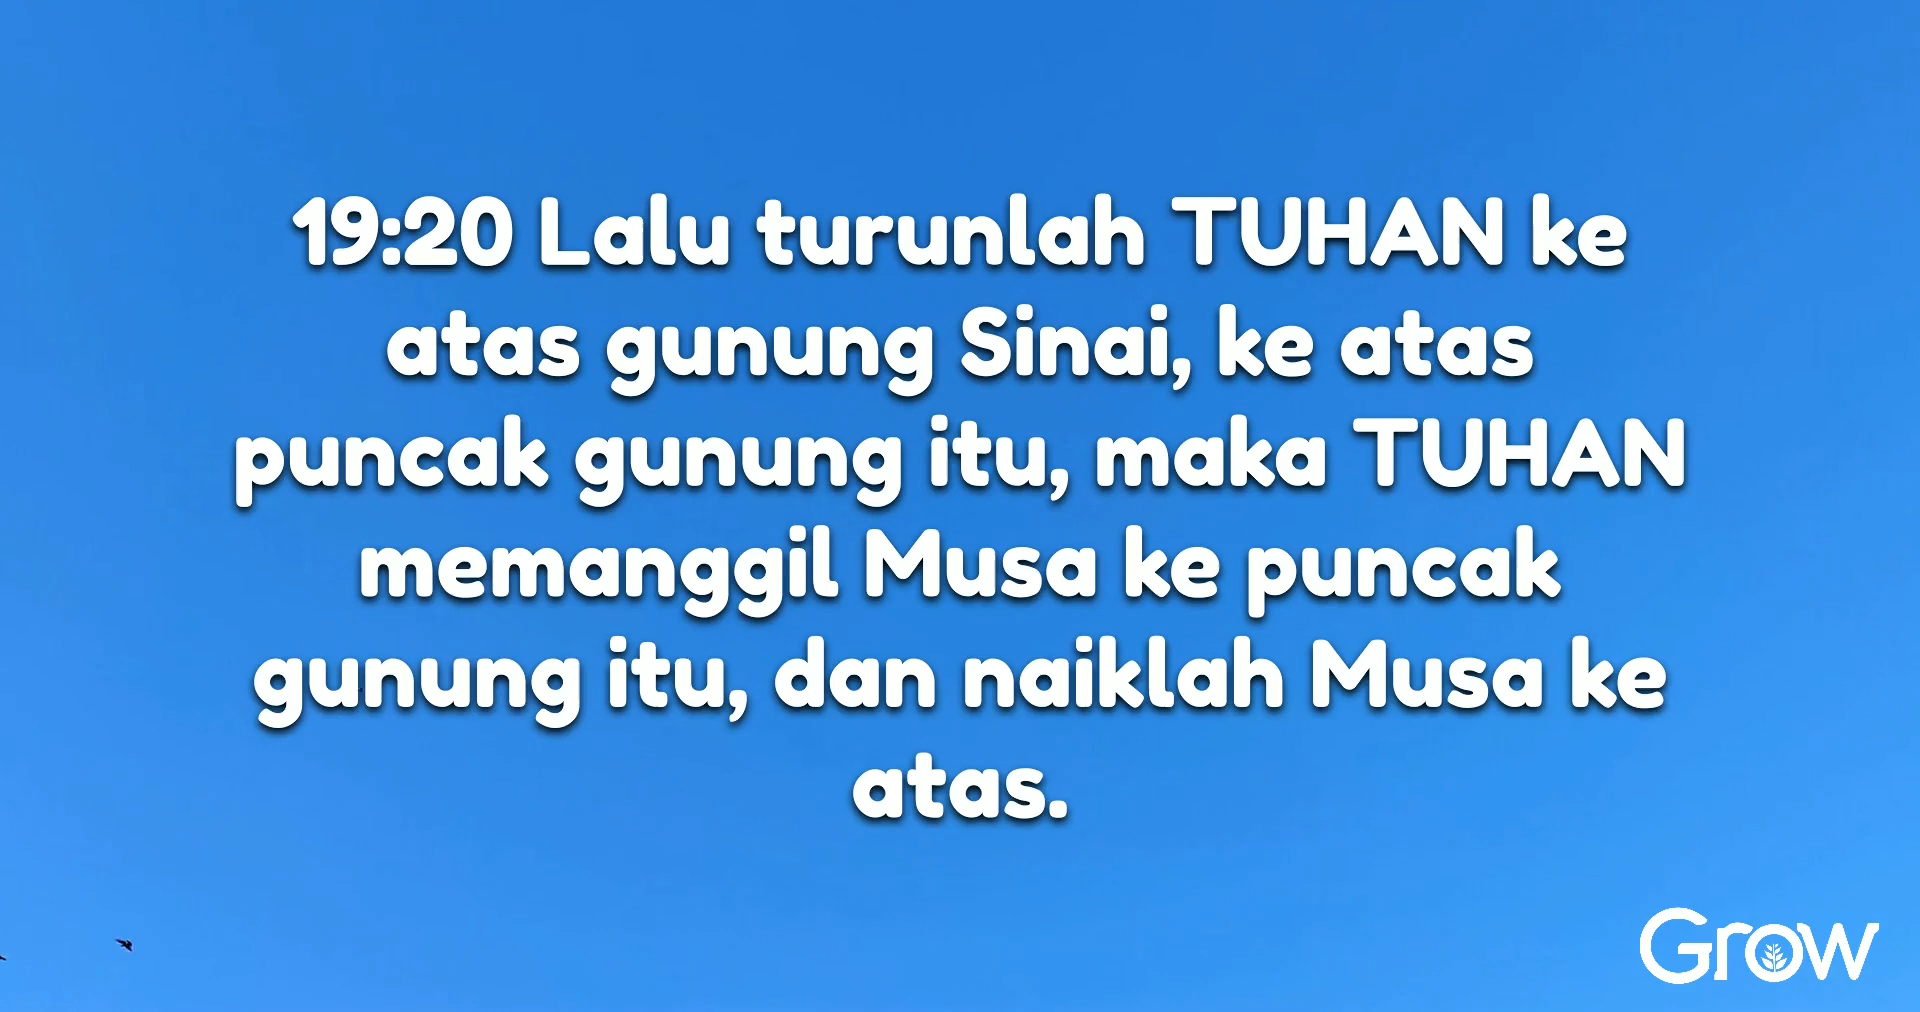 19:20 Lalu turunlah TUHAN ke
atas gunung Sinai, ke atas
puncak gunung itu, maka TUHAN
memanggil Musa ke puncak
gunung itu, dan naiklah Musa ke
atas.
Grow